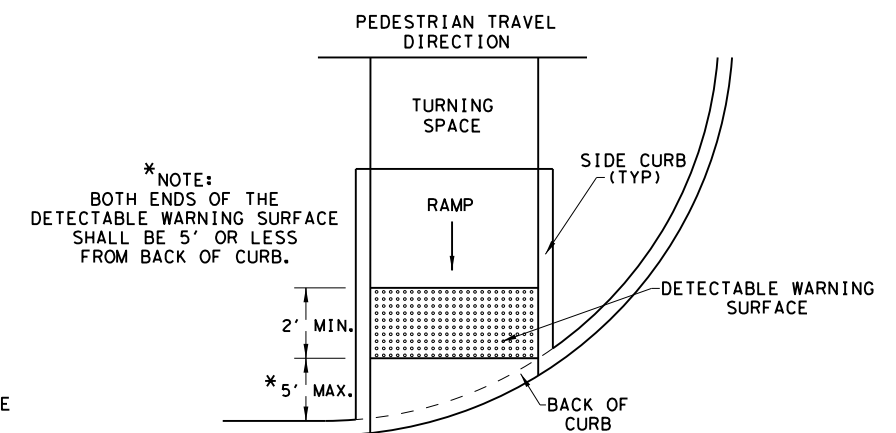 PEDESTRIAN TRAVEL
DIRECTION
TURNING
SPACE
SIDE CURB
(TYP)
*NOTE:
BOTH ENDS OF THE
DETECTABLE WARNING SURFACE
SHALL BE 5' OR LESS
FROM BACK OF CURB.
RAMP
DETECTABLE WARNING
SURFACE
2' MIN.
*5' MAX.
E
BACK OF
CURB